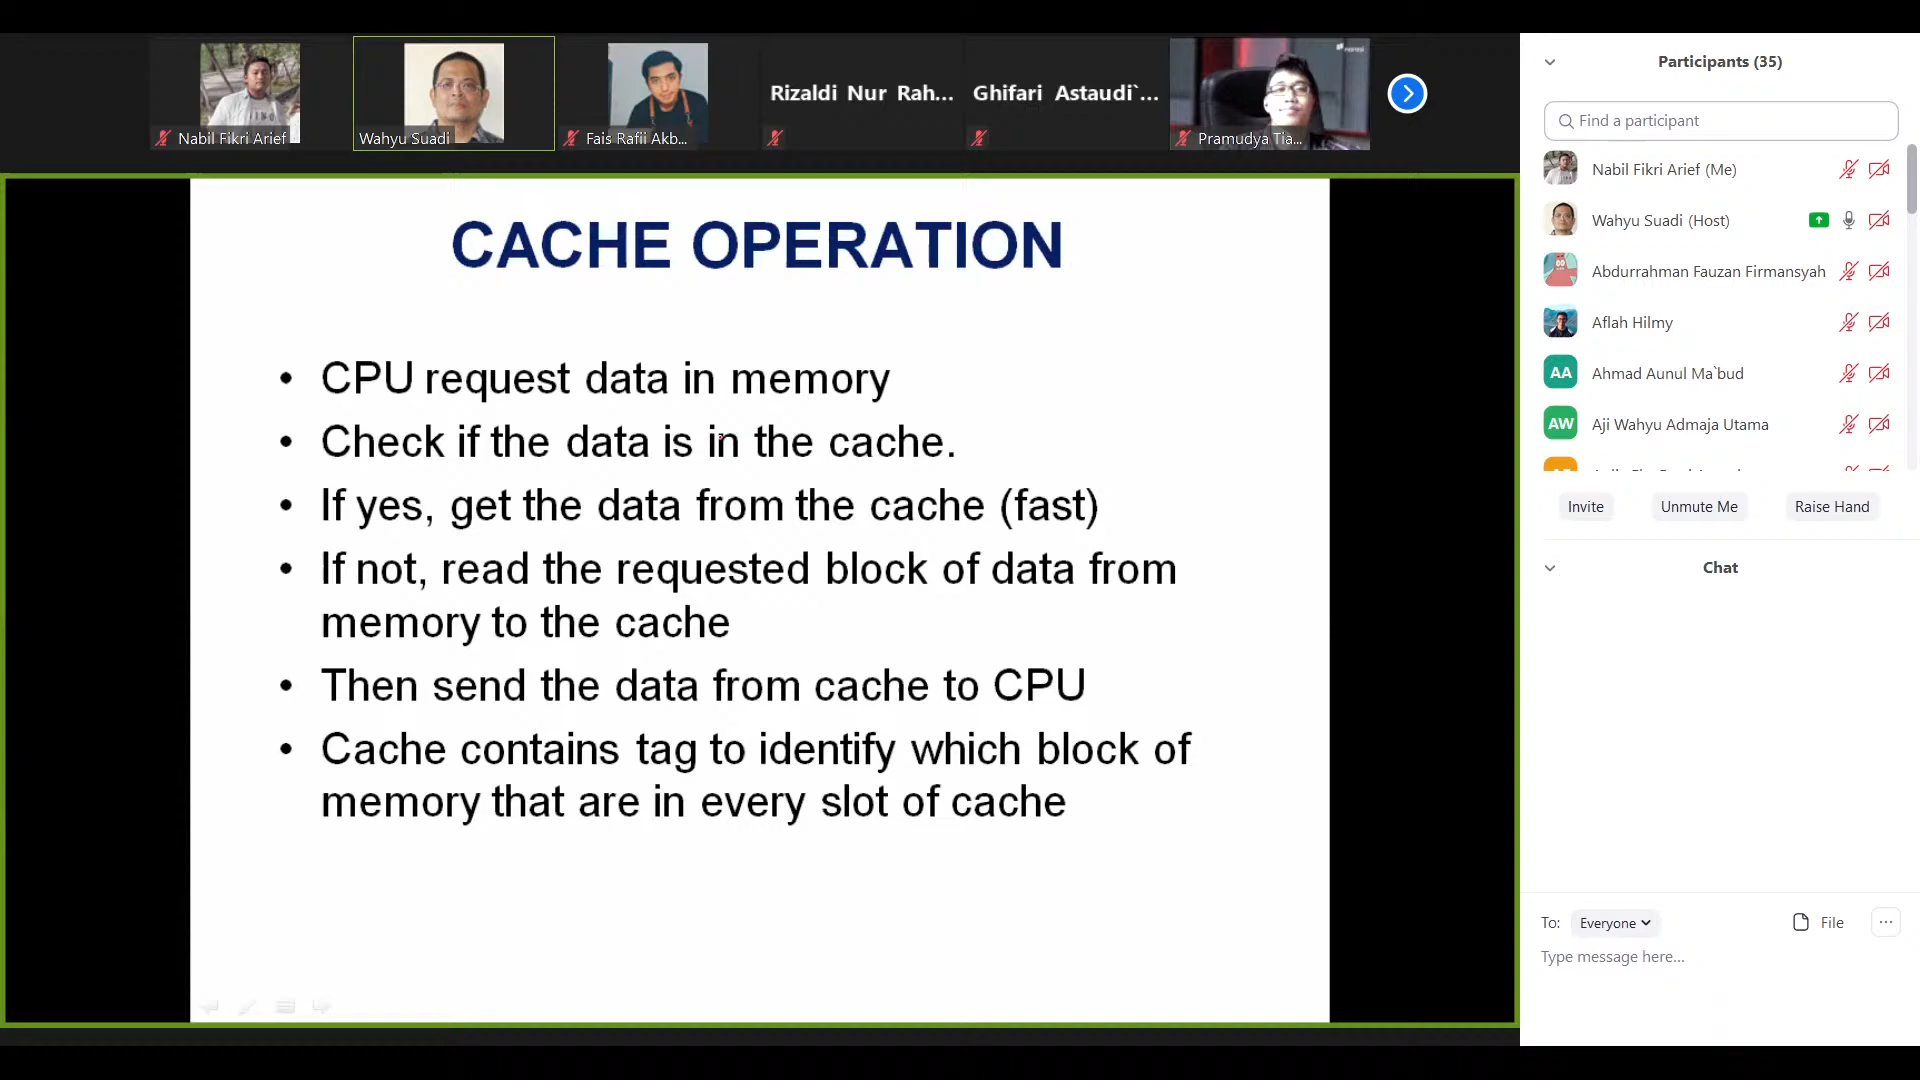 Nabil Fikri Arief
Wahyu Suadi
Fais Rafii Akb...
Rizaldi Nur Rah...
Ghifari Astaudi`...
Pramudya Tia...
CACHE OPERATION
• CPU request data in memory
• Check if the data is in the cache.
• If yes, get the data from the cache (fast)
• If not, read the requested block of data from
memory to the cache
• Then send the data from cache to CPU
• Cache contains tag to identify which block of
memory that are in every slot of cache
Participants (35)
Find a participant
Nabil Fikri Arief (Me)
Wahyu Suadi (Host)
Abdurrahman Fauzan Firmansyah
Aflah Hilmy
AA Ahmad Aunul Ma`bud
AW Aji Wahyu Admaja Utama
Invite Unmute Me Raise Hand
Chat
To: Everyone File ...
Type message here...